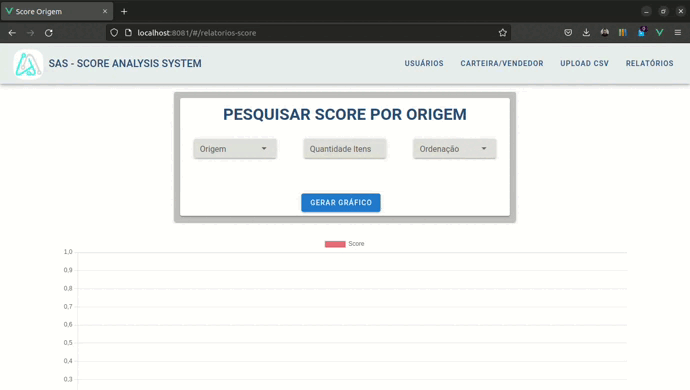 Score Origem
localhost:8081/#/relatorios-score
SAS - SCORE ANALYSIS SYSTEM
USUÁRIOS
CARTEIRA/VENDEDOR
UPLOAD CSV
RELATÓRIOS
PESQUISAR SCORE POR ORIGEM
Origem
Quantidade Itens
Ordenação
GERAR GRÁFICO
Score
1,0
0,9
0,8
0,7
0,6
0,5
0,4
0,3